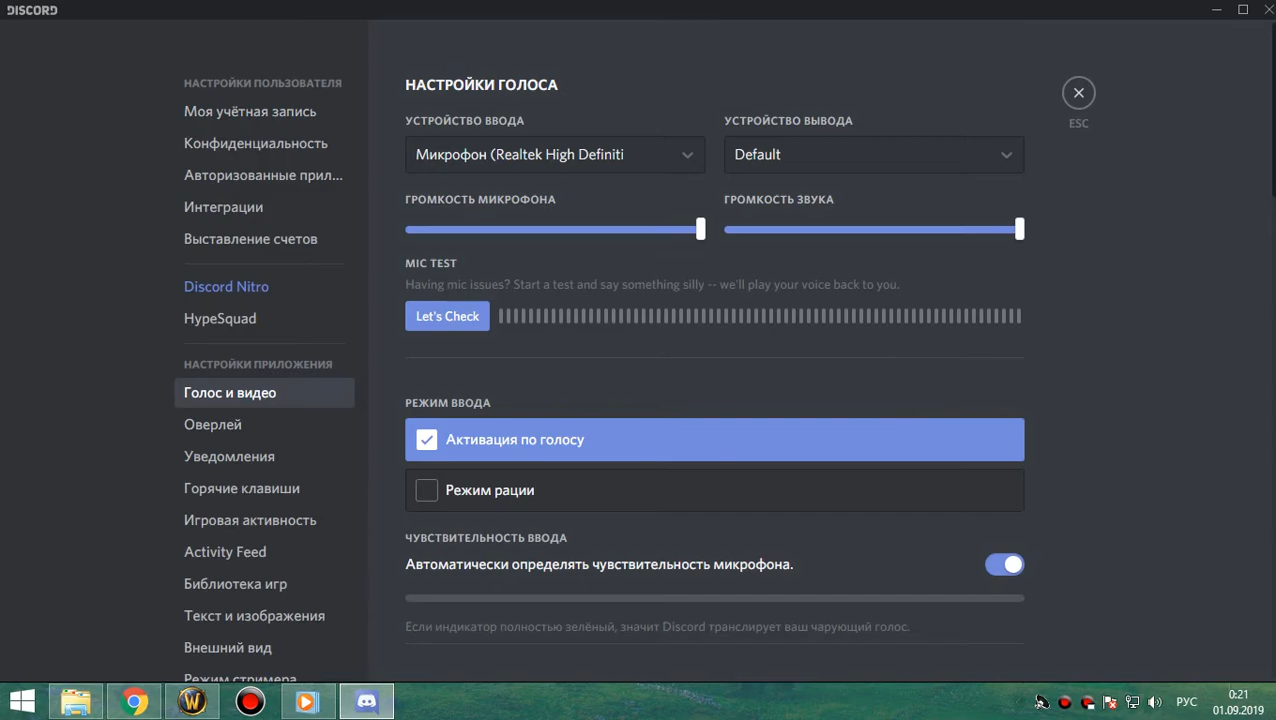 DISCORD
НАСТРОЙКИ ПОЛЬЗОВАТЕЛЯ
Моя учётная запись
Конфиденциальность
Авторизованные прил...
Интеграции
Выставление счетов
Discord Nitro
HypeSquad
НАСТРОЙКИ ПРИЛОЖЕНИЯ
Голос и видео
Оверлей
Уведомления
Горячие клавиши
Игровая активность
Activity Feed
Библиотека игр
Текст и изображения
Внешний вид
Режим стримера
НАСТРОЙКИ ГОЛОСА
УСТРОЙСТВО ВВОДА
УСТРОЙСТВО ВЫВОДА
Микрофон (Realtek High Definiti
Default
ГРОМКОСТЬ МИКРОФОНА
ГРОМКОСТЬ ЗВУКА
MIC TEST
Having mic issues? Start a test and say something silly -- we'll play your voice back to you.
Let's Check
РЕЖИМ ВВОДА
Активация по голосу
Режим рации
ЧУВСТВИТЕЛЬНОСТЬ ВВОДА
Автоматически определять чувствительность микрофона.
Если индикатор полностью зелёный, значит Discord транслирует ваш чарующий голос.
ESC
РУС
0:21
01.09.2019